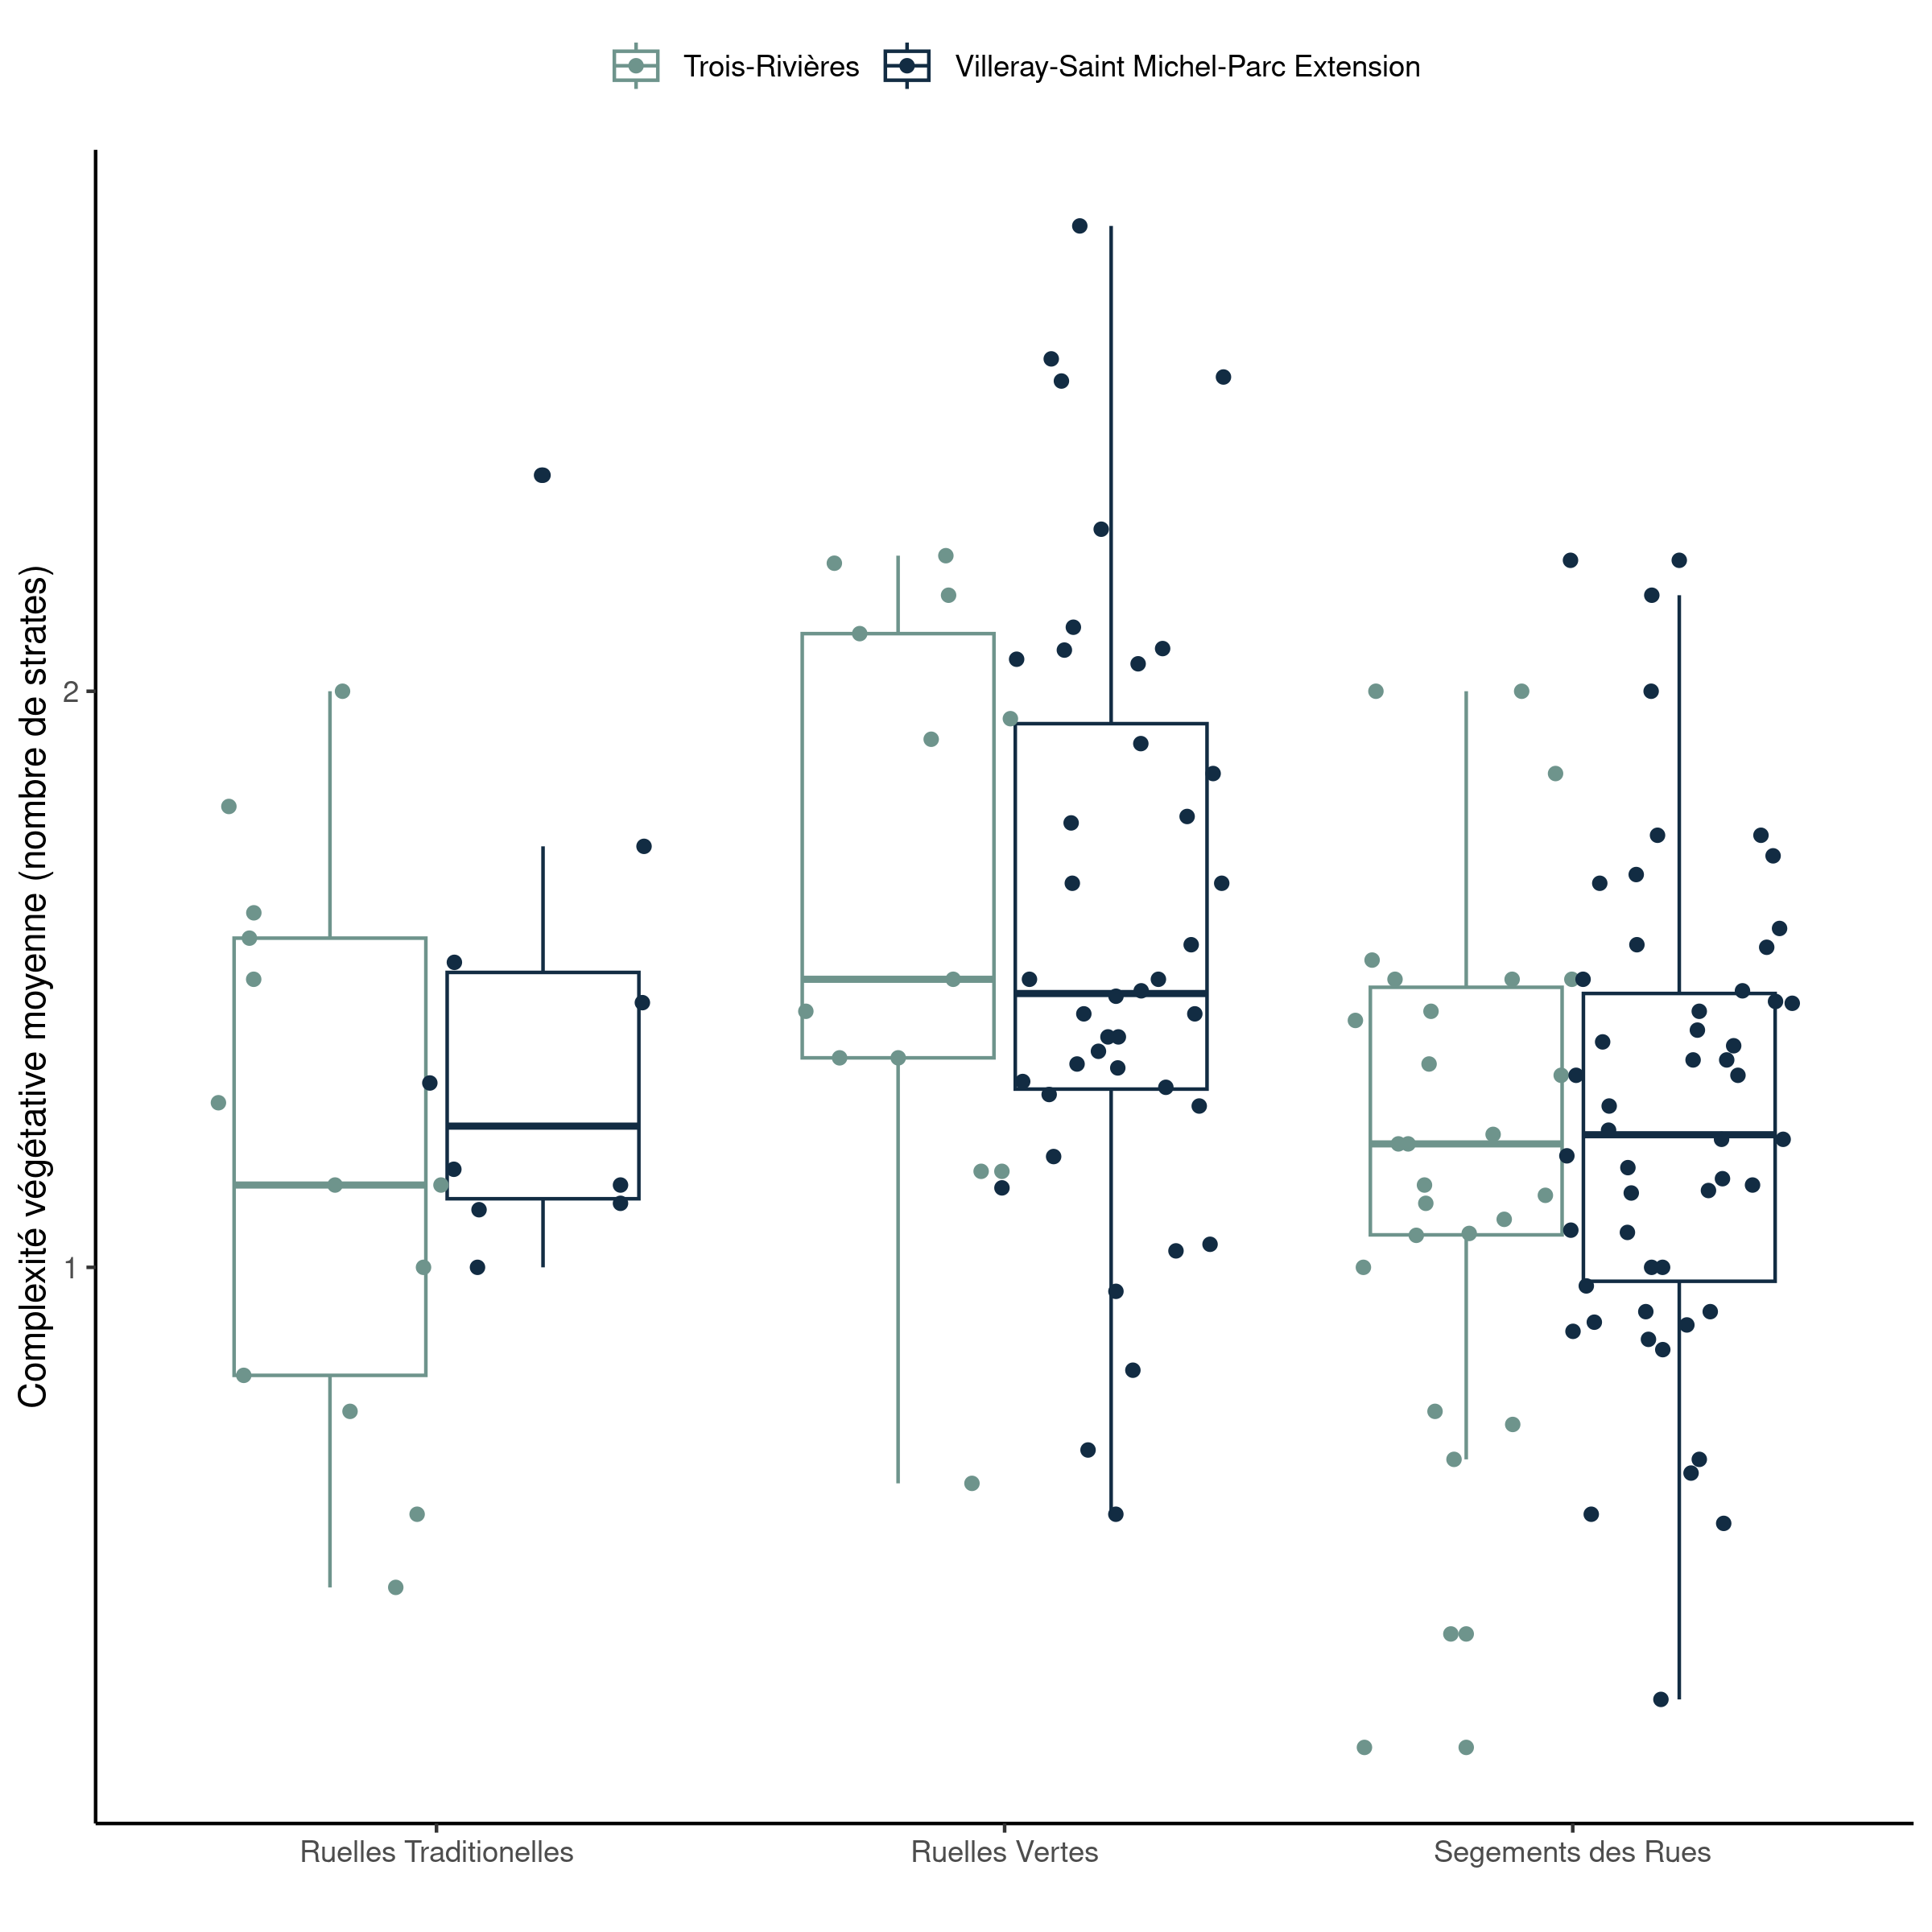 Trois-Rivières
Villeray-Saint Michel-Parc Extension
Complexité végétative moyenne (nombre de strates)
2
1
Ruelles Traditionelles
Ruelles Vertes
Segements des Rues